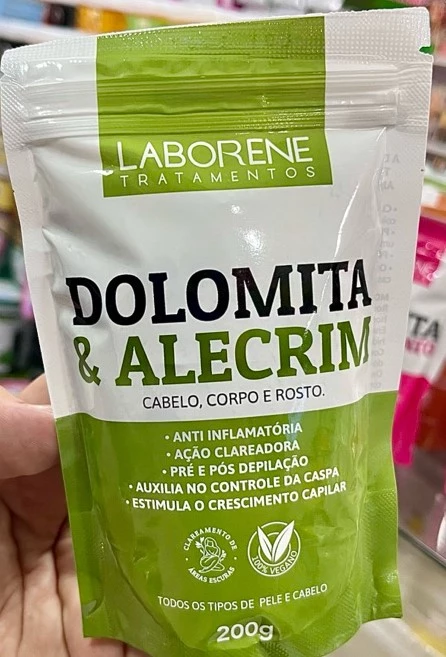 LABORENE
TRATAMENTOS
DOLOMITA
& ALECRIM
CABELO, CORPO E ROSTO.
• ANTI INFLAMATÓRIA
• AÇÃO CLAREADORA
• PRÉ E PÓS DEPILAÇÃO
• AUXILIA NO CONTROLE DA CASPA
• ESTIMULA O CRESCIMENTO CAPILAR
CLAREAMENTO DE
ÁREAS ESCURAS
100% VEGANO
TODOS OS TIPOS DE PELE E CABELO
200g